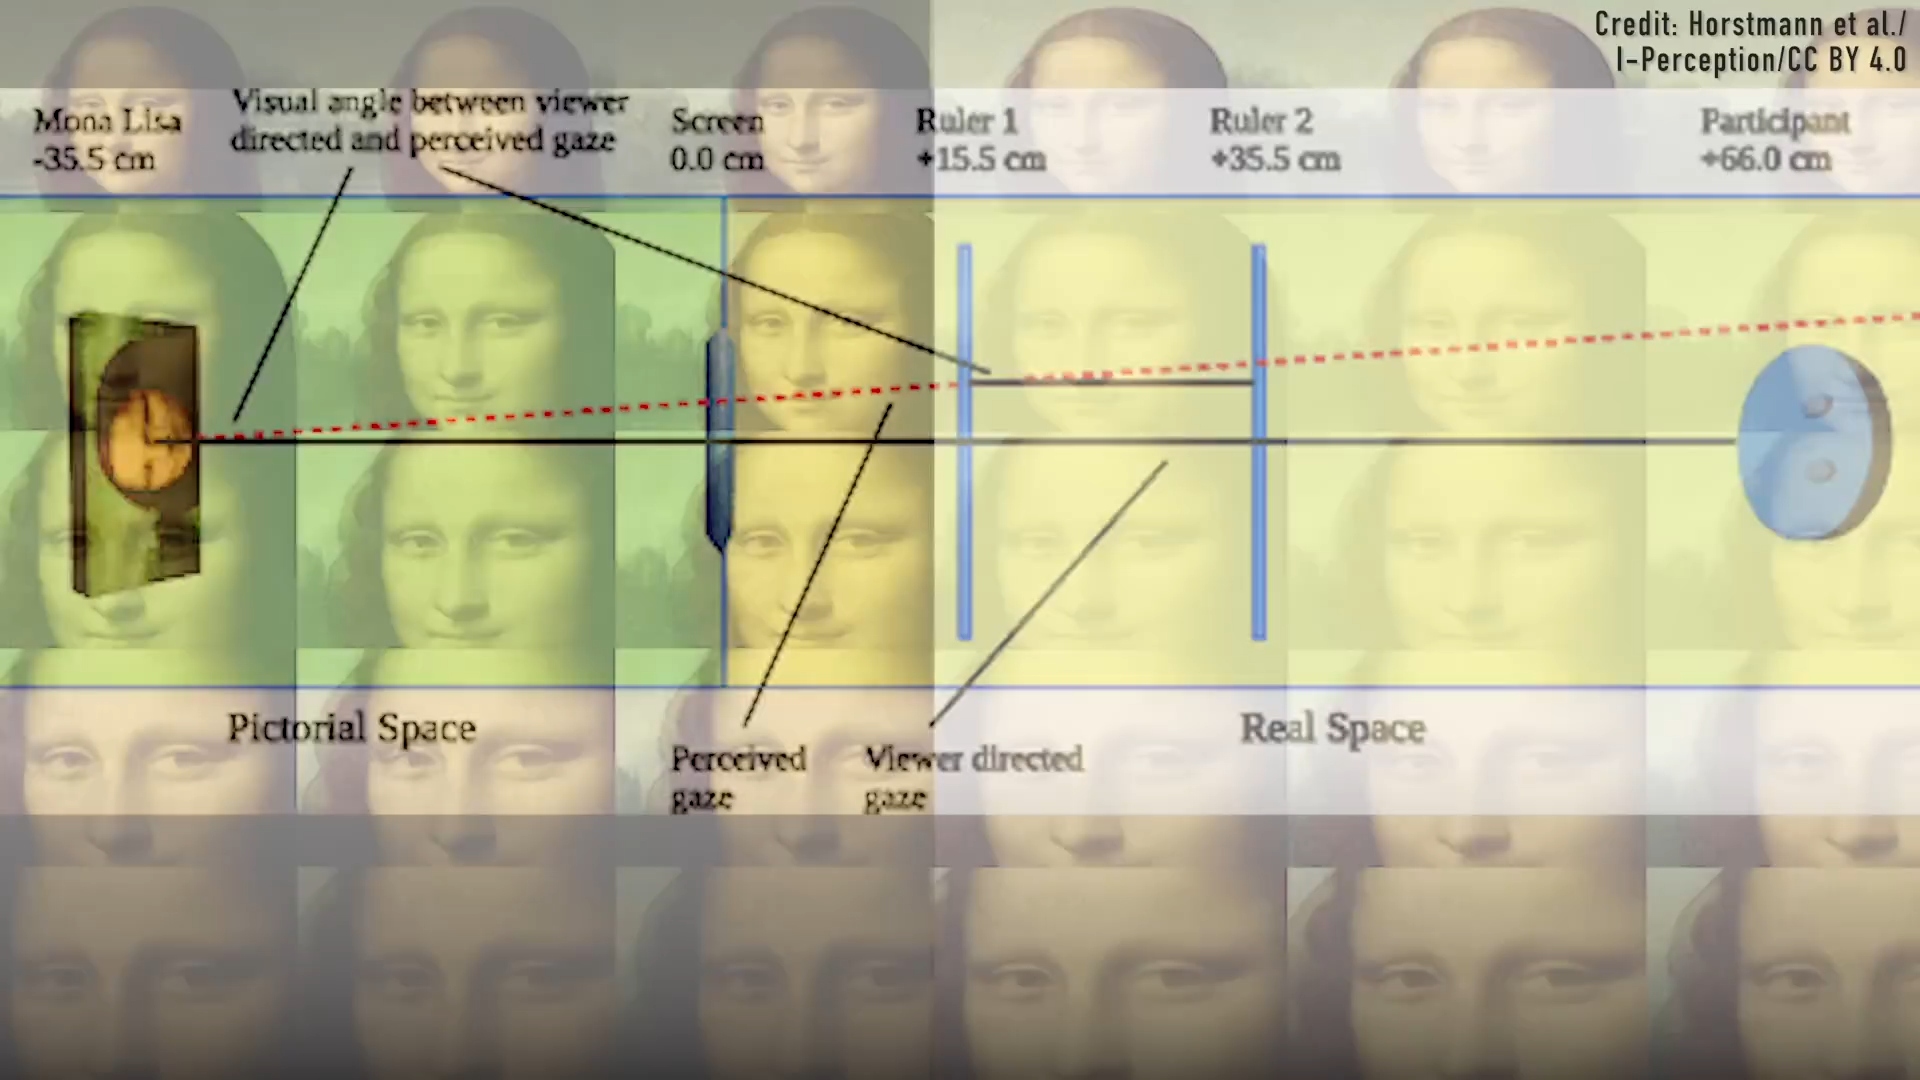 Credit: Horstmann et al./
I-Perception/CC BY 4.0
Mona Lisa
-35.5 cm
Visual angle between viewer
directed and perceived gaze
Screen
0.0 cm
Ruler 1
+15.5 cm
Ruler 2
+35.5 cm
Participant
+66.0 cm
Pictorial Space
Real Space
Perceived
gaze
Viewer directed
gaze